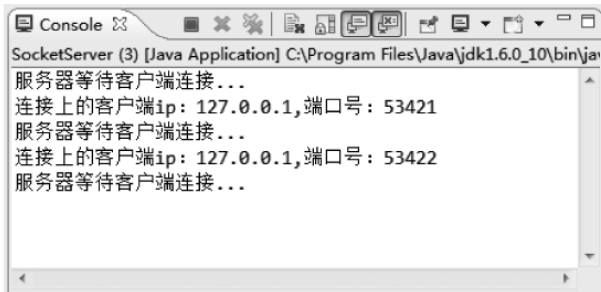 Console
SocketServer (3) [Java Application] C:\Program Files\Java\jdk1.6.0_10\bin\jav
服务器等待客户端连接...
连接上的客户端ip: 127.0.0.1,端口号: 53421
服务器等待客户端连接...
连接上的客户端ip: 127.0.0.1,端口号: 53422
服务器等待客户端连接...